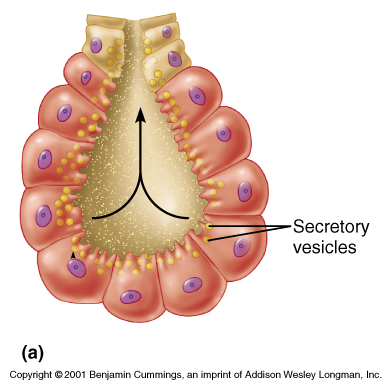 Secretory
vesicles
(a)
Copyright © 2001 Benjamin Cummings, an imprint of Addison Wesley Longman, Inc.